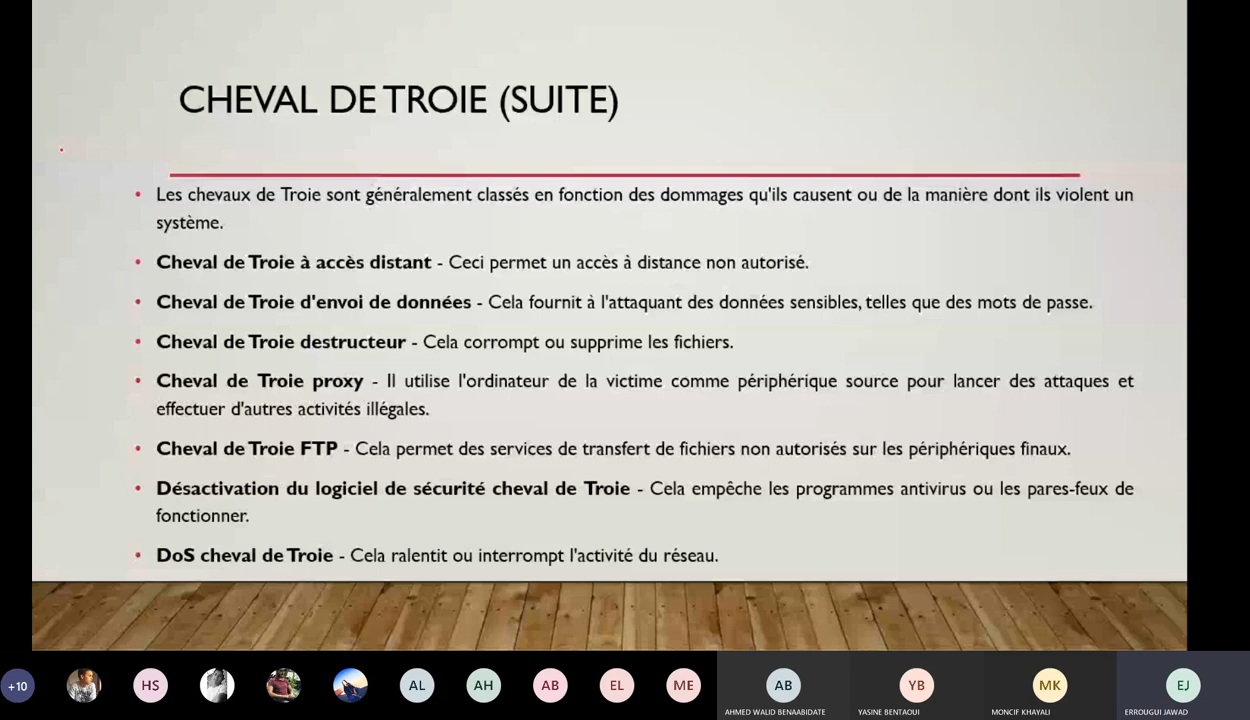 CHEVAL DE TROIE (SUITE)
• Les chevaux de Troie sont généralement classés en fonction des dommages qu'ils causent ou de la manière dont ils violent un
système.
• Cheval de Troie à accès distant - Ceci permet un accès à distance non autorisé.
• Cheval de Troie d'envoi de données - Cela fournit à l'attaquant des données sensibles, telles que des mots de passe.
• Cheval de Troie destructeur - Cela corrompt ou supprime les fichiers.
• Cheval de Troie proxy - Il utilise l'ordinateur de la victime comme périphérique source pour lancer des attaques et
effectuer d'autres activités illégales.
• Cheval de Troie FTP - Cela permet des services de transfert de fichiers non autorisés sur les périphériques finaux.
• Désactivation du logiciel de sécurité cheval de Troie - Cela empêche les programmes antivirus ou les pares-feux de
fonctionner.
• DoS cheval de Troie - Cela ralentit ou interrompt l'activité du réseau.
+10 HS AL AH AB EL ME AB YB MK EJ
AHMED WALID BENAABIDATE YASINE BENTAOUI MONCIF KHAYALI ERROUGUI JAWAD